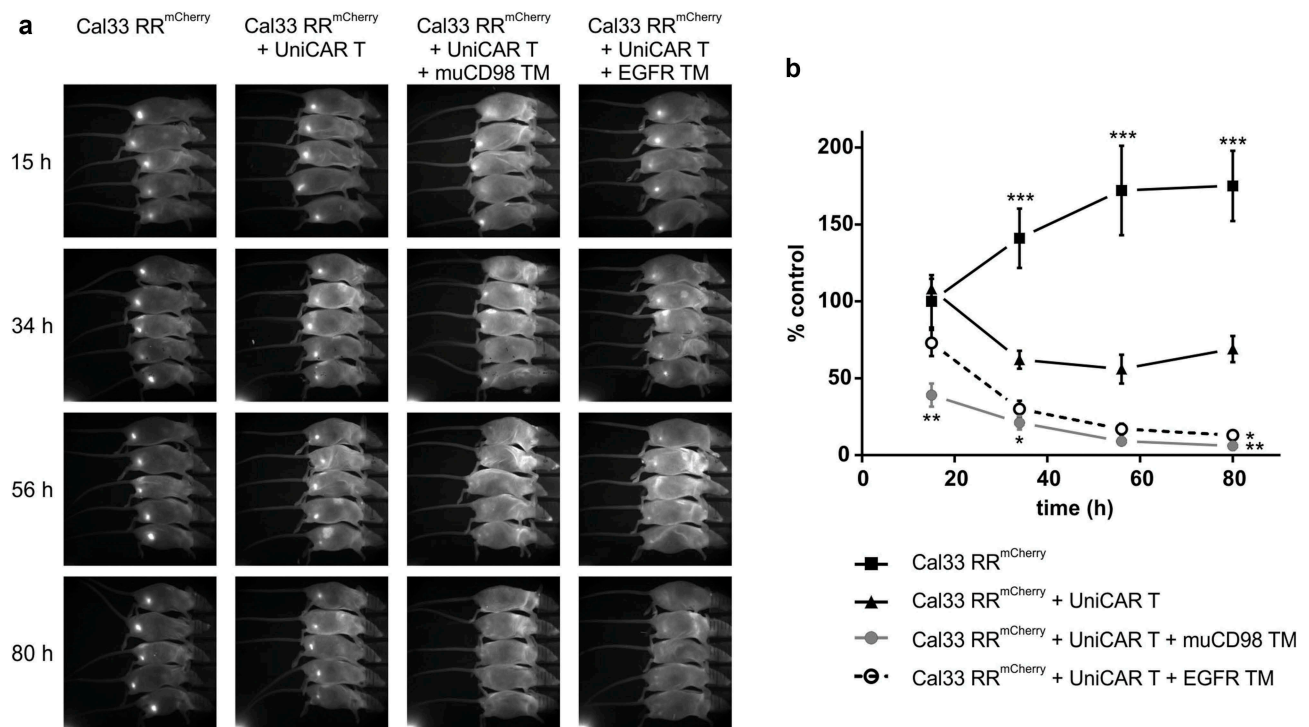 a
Cal33 RR^mCherry
Cal33 RR^mCherry
+ UniCAR T
Cal33 RR^mCherry
+ UniCAR T
+ muCD98 TM
Cal33 RR^mCherry
+ UniCAR T
+ EGFR TM
15 h
34 h
56 h
80 h
b
% control
200
150
100
50
0
***
***
***
**
*
*
**
0 20 40 60 80
time (h)
Cal33 RR^mCherry
Cal33 RR^mCherry + UniCAR T
Cal33 RR^mCherry + UniCAR T + muCD98 TM
Cal33 RR^mCherry + UniCAR T + EGFR TM